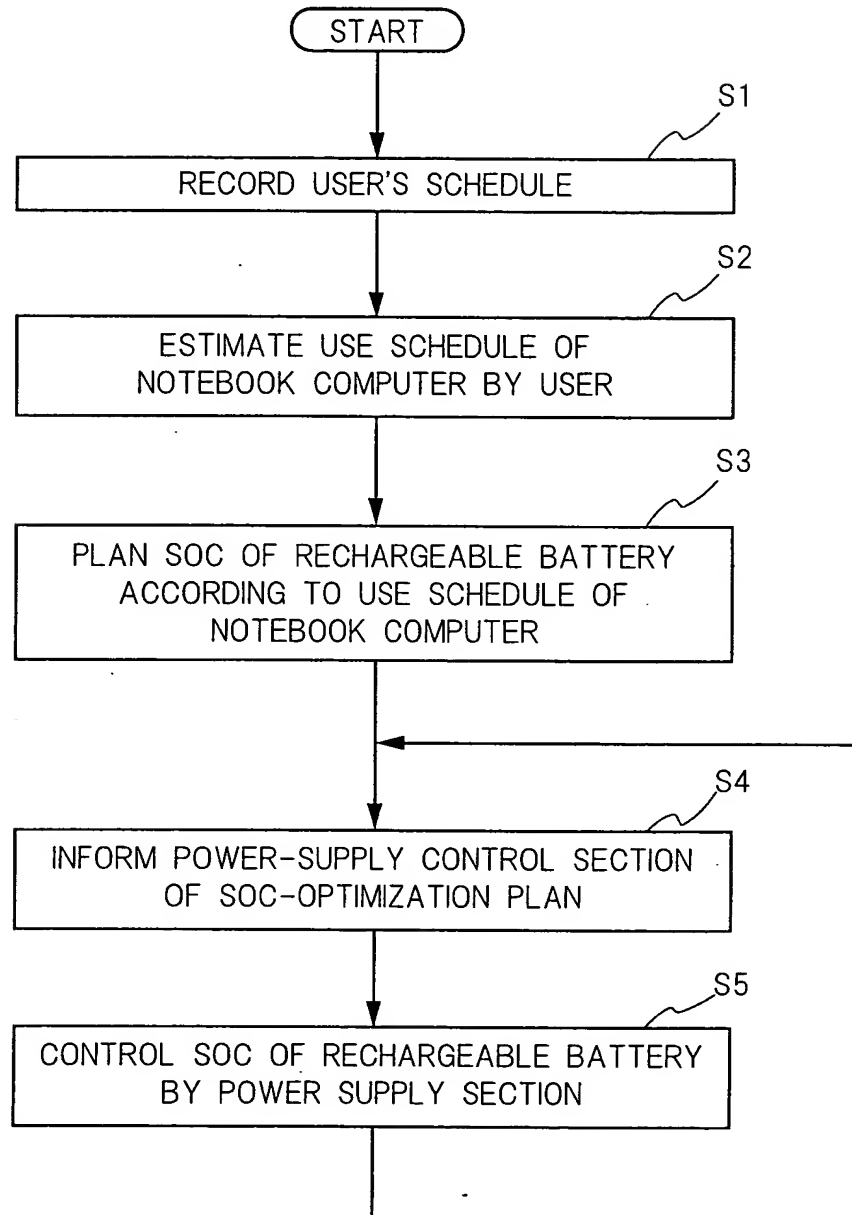 START
S1
RECORD USER'S SCHEDULE
S2
ESTIMATE USE SCHEDULE OF
NOTEBOOK COMPUTER BY USER
S3
PLAN SOC OF RECHARGEABLE BATTERY
ACCORDING TO USE SCHEDULE OF
NOTEBOOK COMPUTER
S4
INFORM POWER-SUPPLY CONTROL SECTION
OF SOC-OPTIMIZATION PLAN
S5
CONTROL SOC OF RECHARGEABLE BATTERY
BY POWER SUPPLY SECTION